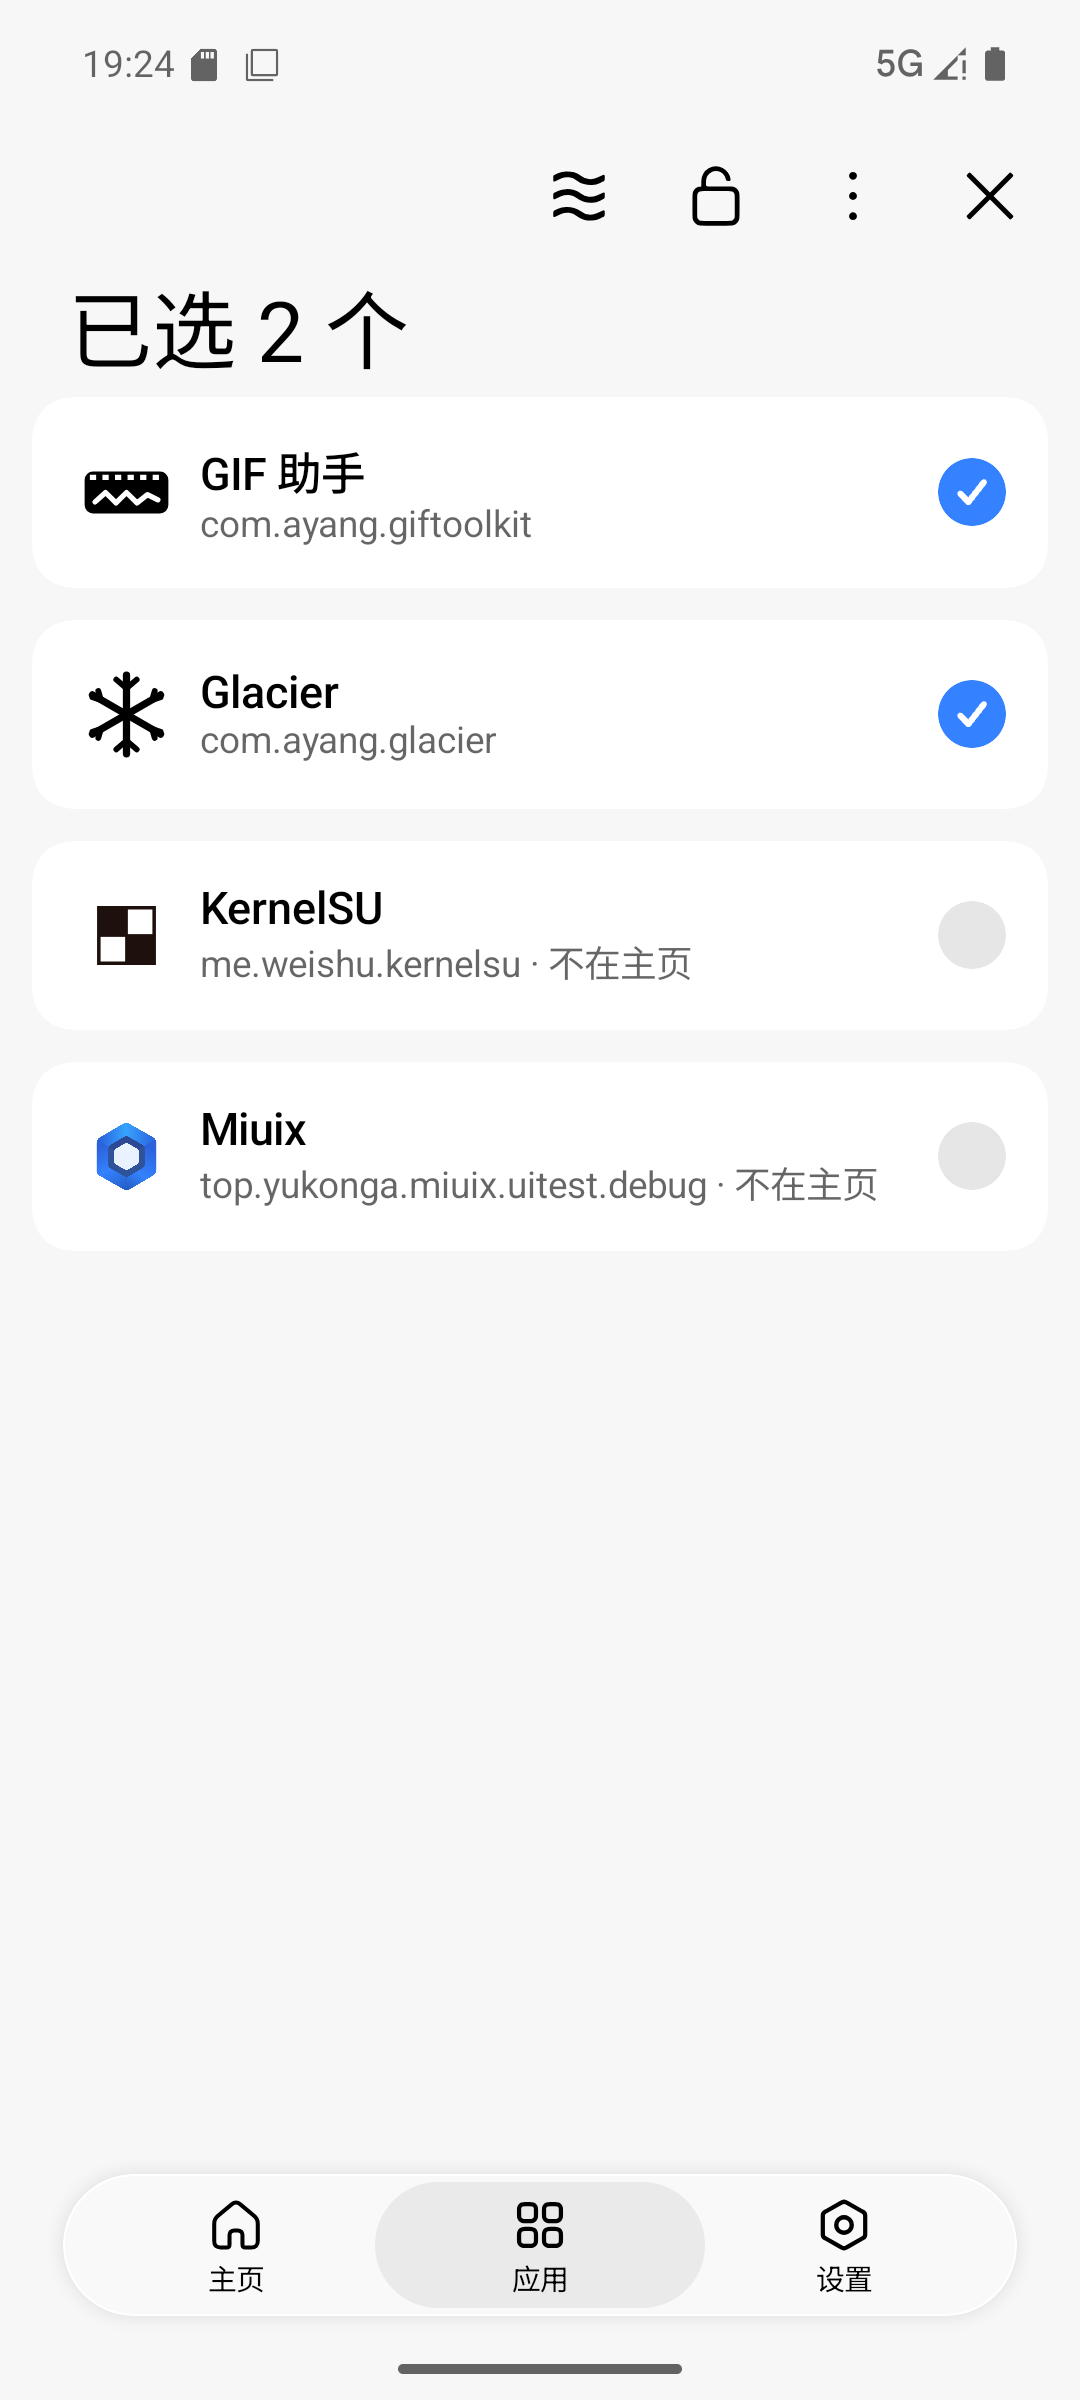 19:24
5G
已选 2 个
GIF 助手
com.ayang.giftoolkit
Glacier
com.ayang.glacier
KernelSU
me.weishu.kernelsu · 不在主页
Miuix
top.yukonga.miuix.uitest.debug · 不在主页
主页
应用
设置